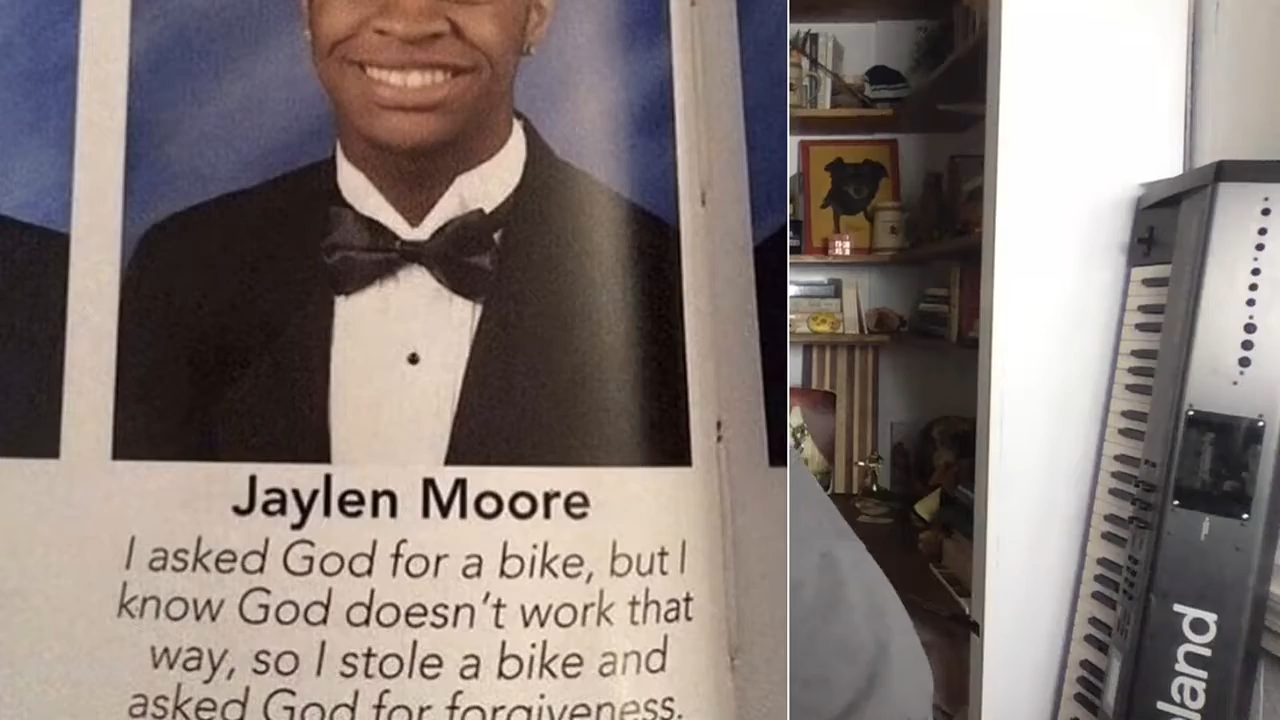 Jaylen Moore
I asked God for a bike, but I
know God doesn't work that
way, so I stole a bike and
asked God for forgiveness.
land